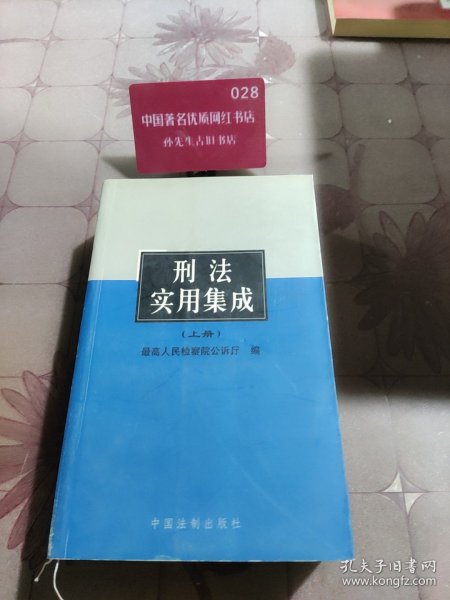 028
中国著名优质网红书店
孙先生古旧书店
刑法
实用集成
(上册)
最高人民检察院公诉厅 编
中国法制出版社
孔夫子旧书网
www.kongfz.com